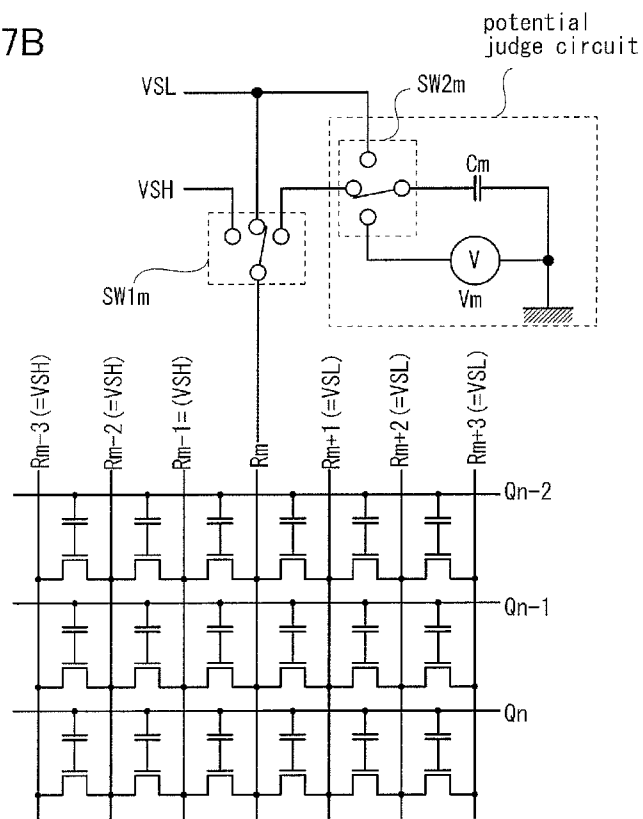 7B
potential
judge circuit
VSL
SW2m
Cm
VSH
V
Vm
SW1m
Rm-3 (=VSH)
Rm-2 (=VSH)
Rm-1= (VSH)
Rm
Rm+1 (=VSL)
Rm+2 (=VSL)
Rm+3 (=VSL)
Qn-2
Qn-1
Qn